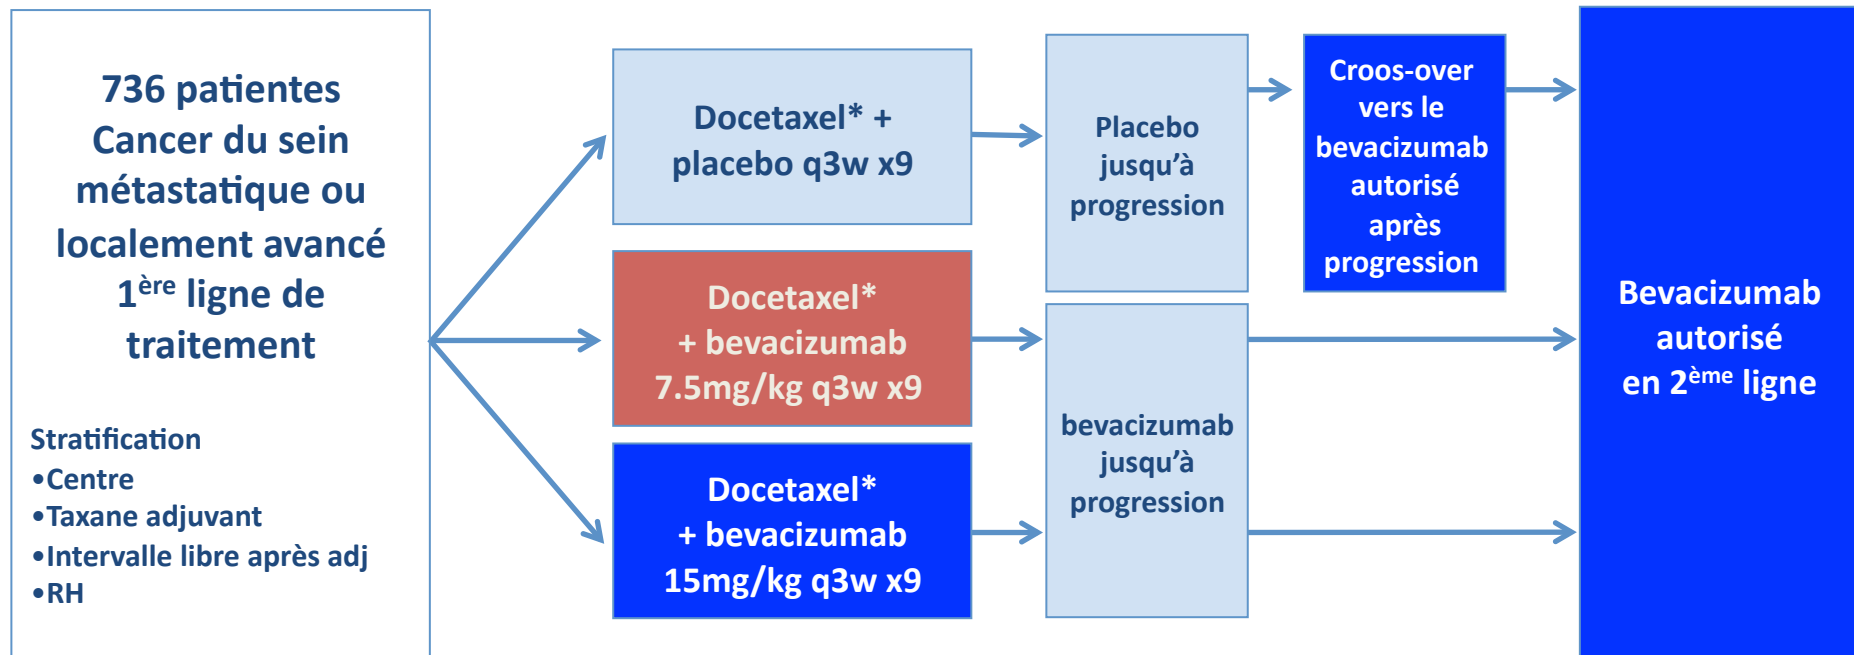 736 patientes
Cancer du sein
métastatique ou
localement avancé
1ère ligne de
traitement
Stratification
•Centre
•Taxane adjuvant
•Intervalle libre après adj
•RH
Docetaxel* +
placebo q3w x9
Docetaxel*
+ bevacizumab
7.5mg/kg q3w x9
Docetaxel*
+ bevacizumab
15mg/kg q3w x9
Placebo
jusqu’à
progression
bevacizumab
jusqu’à
progression
Croos-over
vers le
bevacizumab
autorisé
après
progression
Bevacizumab
autorisé
en 2ème ligne